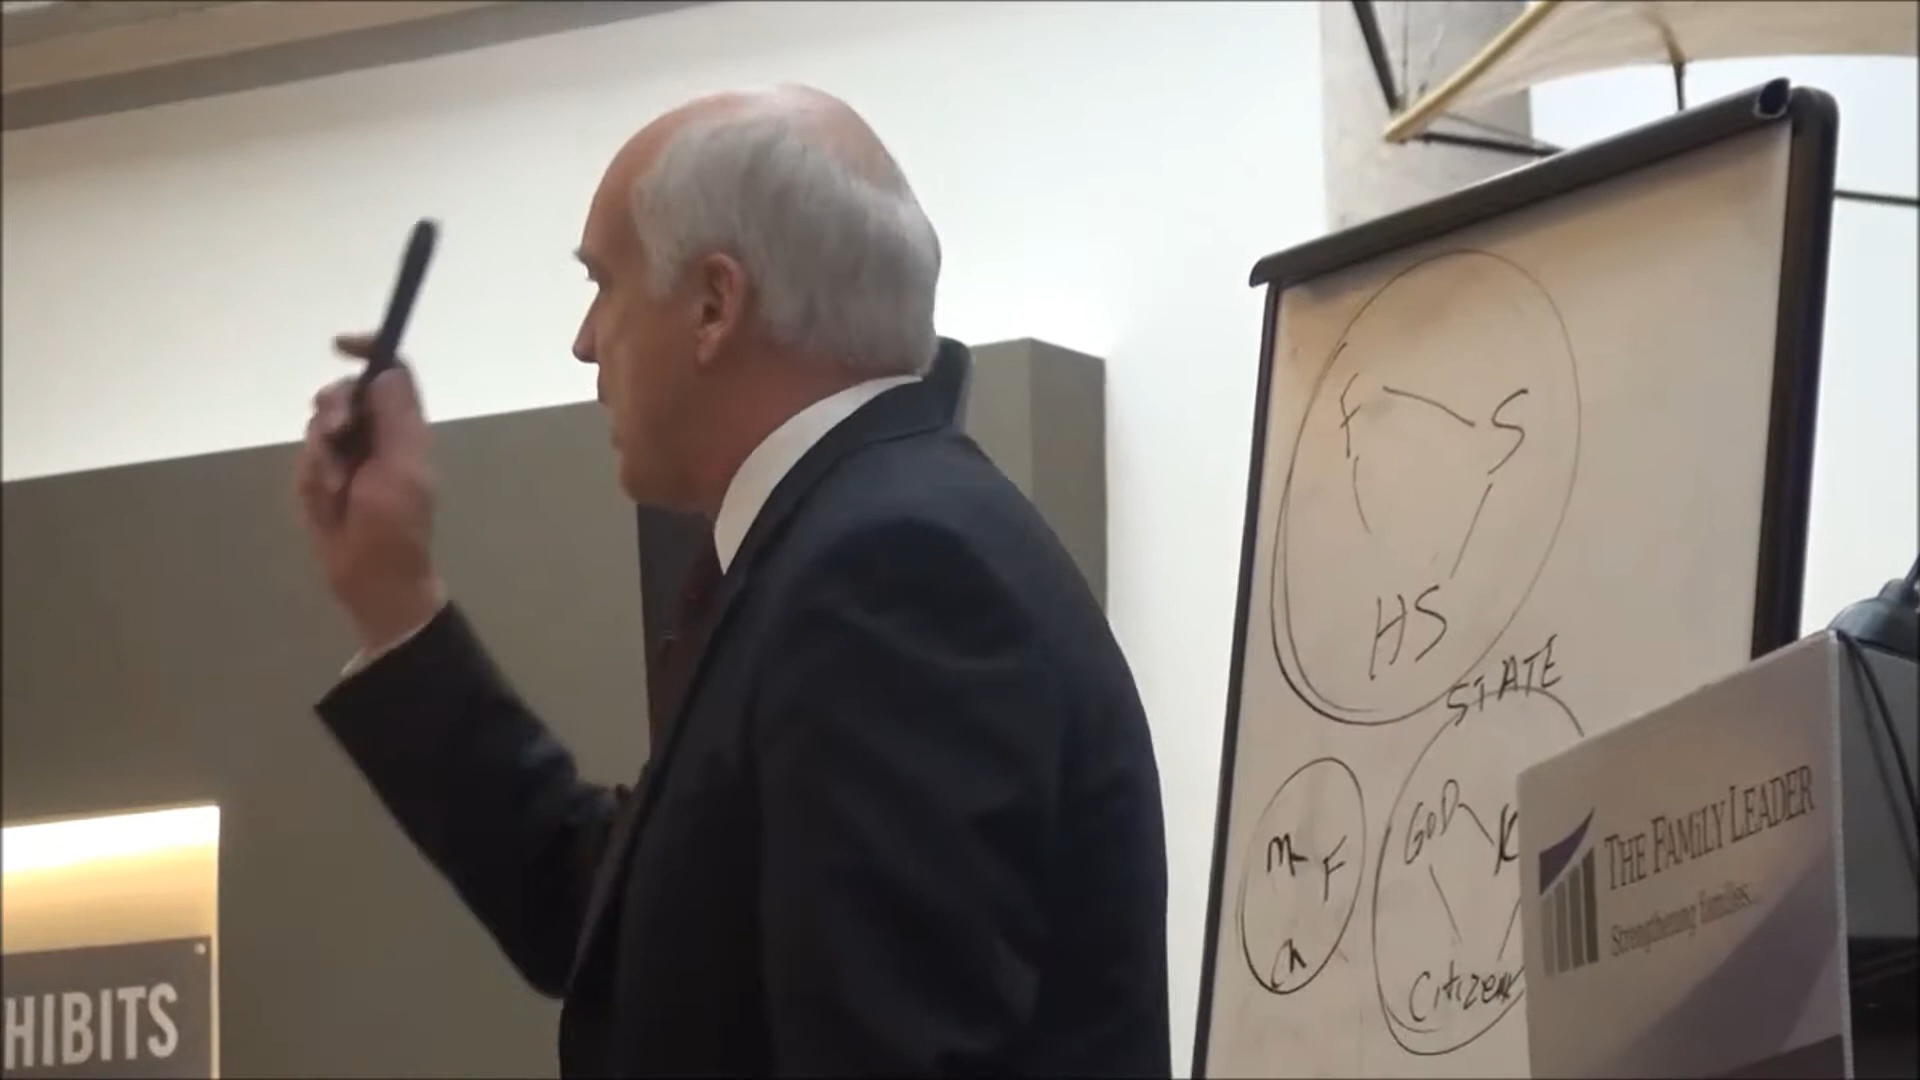 F S
HS
STATE
GOD K
M F
Ch
Citizen
THE FAMiLY LEADER
Strengthening families...
HIBITS